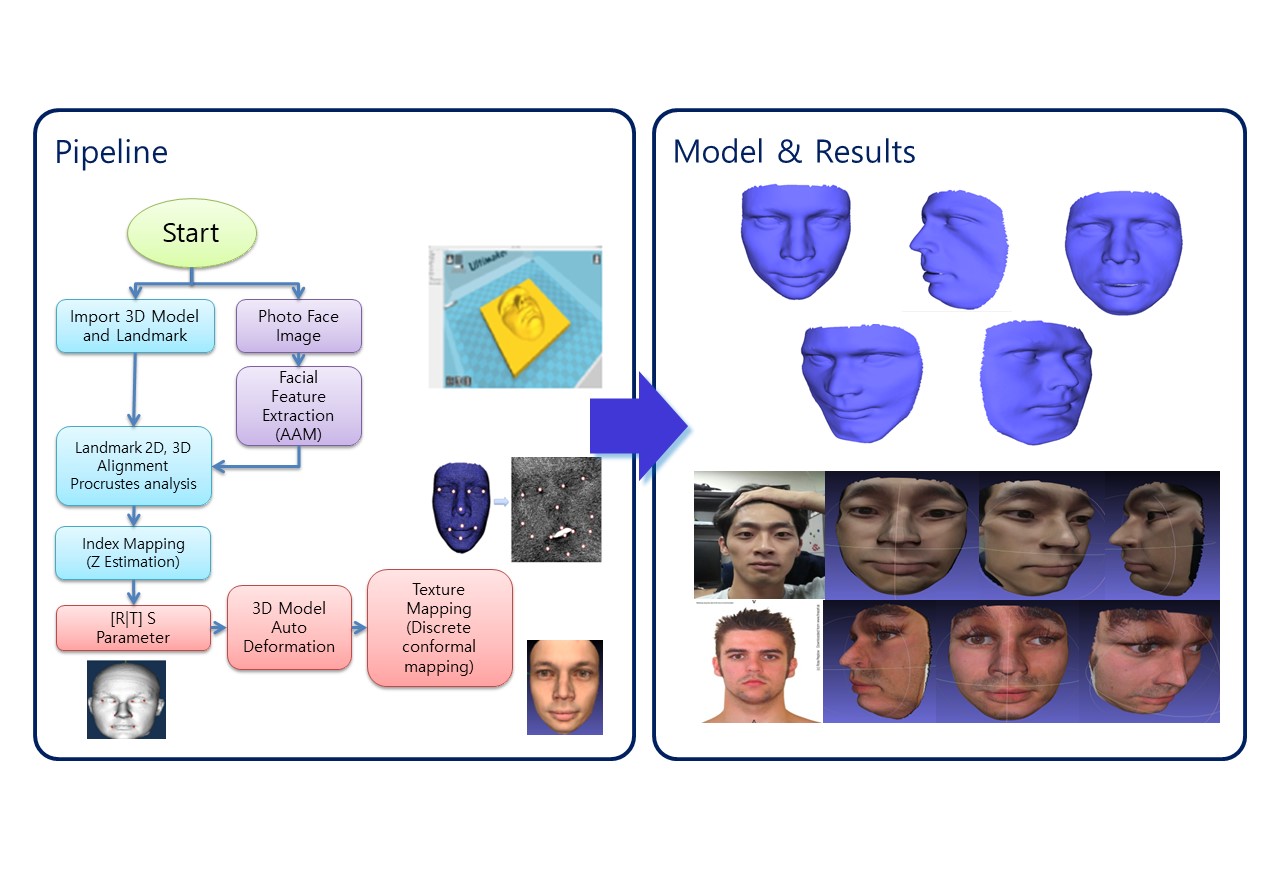 Pipeline
Start
Import 3D Model
and Landmark
Photo Face
Image
Facial
Feature
Extraction
(AAM)
Landmark 2D, 3D
Alignment
Procrustes analysis
Index Mapping
(Z Estimation)
[R|T] S
Parameter
3D Model
Auto
Deformation
Texture
Mapping
(Discrete
conformal
mapping)
Ultimaker
Model & Results